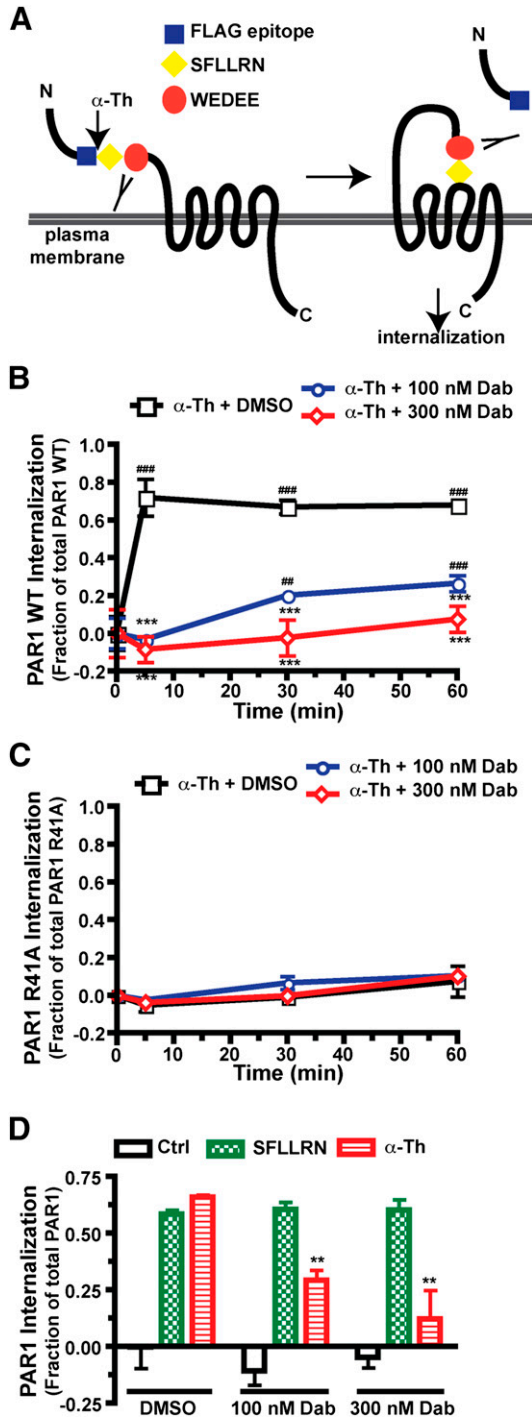 A
FLAG epitope
SFLLRN
WEDEE
N
α-Th
N
plasma
membrane
C
C
internalization
B
α-Th + DMSO
α-Th + 100 nM Dab
α-Th + 300 nM Dab
PAR1 WT Internalization
(Fraction of total PAR1 WT)
1.0
0.8
0.6
0.4
0.2
0.0
-0.2
###
###
###
##
###
***
***
***
***
***
***
0
10
20
30
40
50
60
Time (min)
C
α-Th + DMSO
α-Th + 100 nM Dab
α-Th + 300 nM Dab
PAR1 R41A Internalization
(Fraction of total PAR1 R41A)
1.0
0.8
0.6
0.4
0.2
0.0
-0.2
0
10
20
30
40
50
60
Time (min)
D
Ctrl
SFLLRN
α-Th
PAR1 Internalization
(Fraction of total PAR1)
0.75
0.50
0.25
0.00
-0.25
**
**
DMSO
100 nM Dab
300 nM Dab